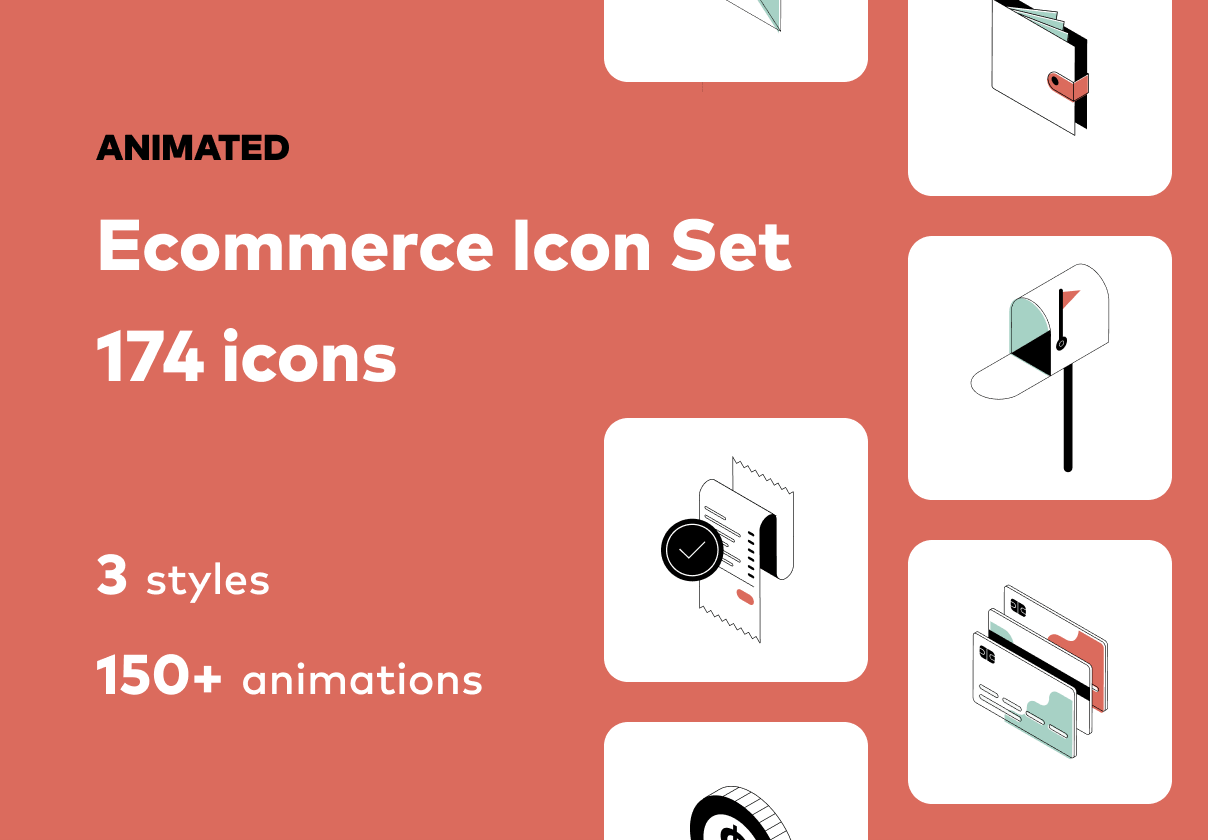 ANIMATED
Ecommerce Icon Set
174 icons
3 styles
150+ animations